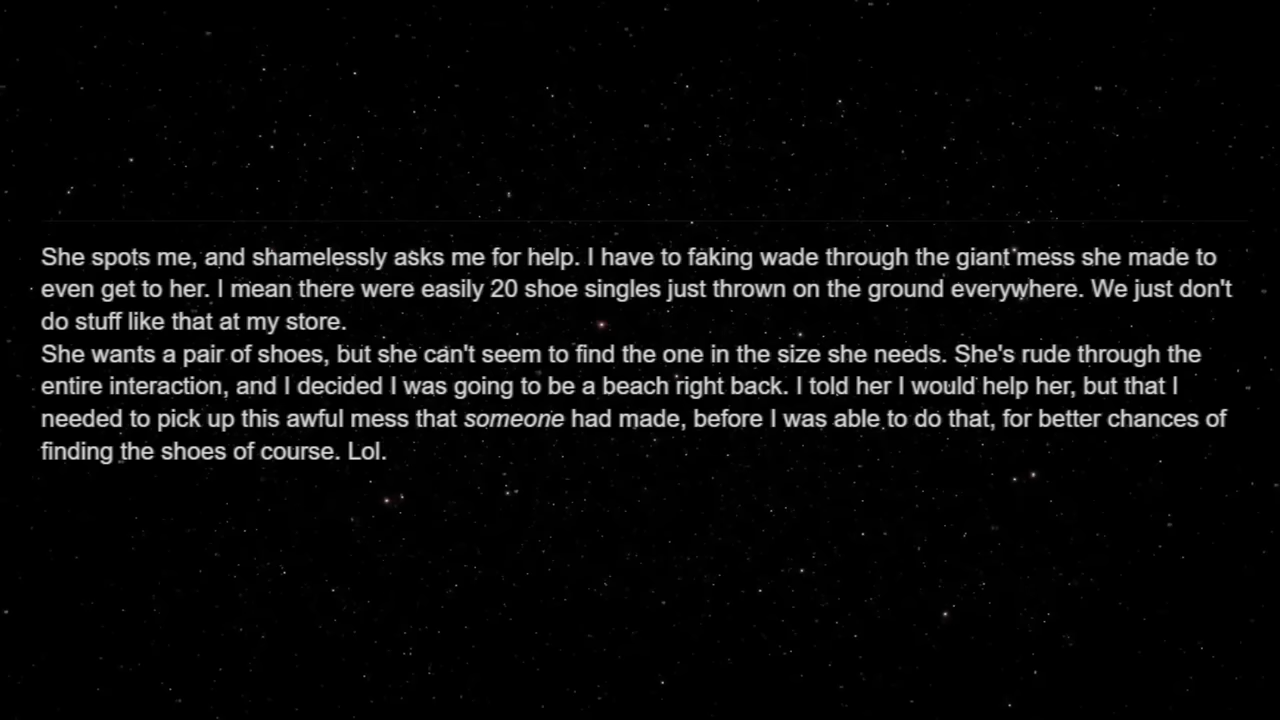 She spots me, and shamelessly asks me for help. I have to faking wade through the giant mess she made to
even get to her. I mean there were easily 20 shoe singles just thrown on the ground everywhere. We just don't
do stuff like that at my store.
She wants a pair of shoes, but she can't seem to find the one in the size she needs. She's rude through the
entire interaction, and I decided I was going to be a beach right back. I told her I would help her, but that I
needed to pick up this awful mess that someone had made, before I was able to do that, for better chances of
finding the shoes of course. Lol.